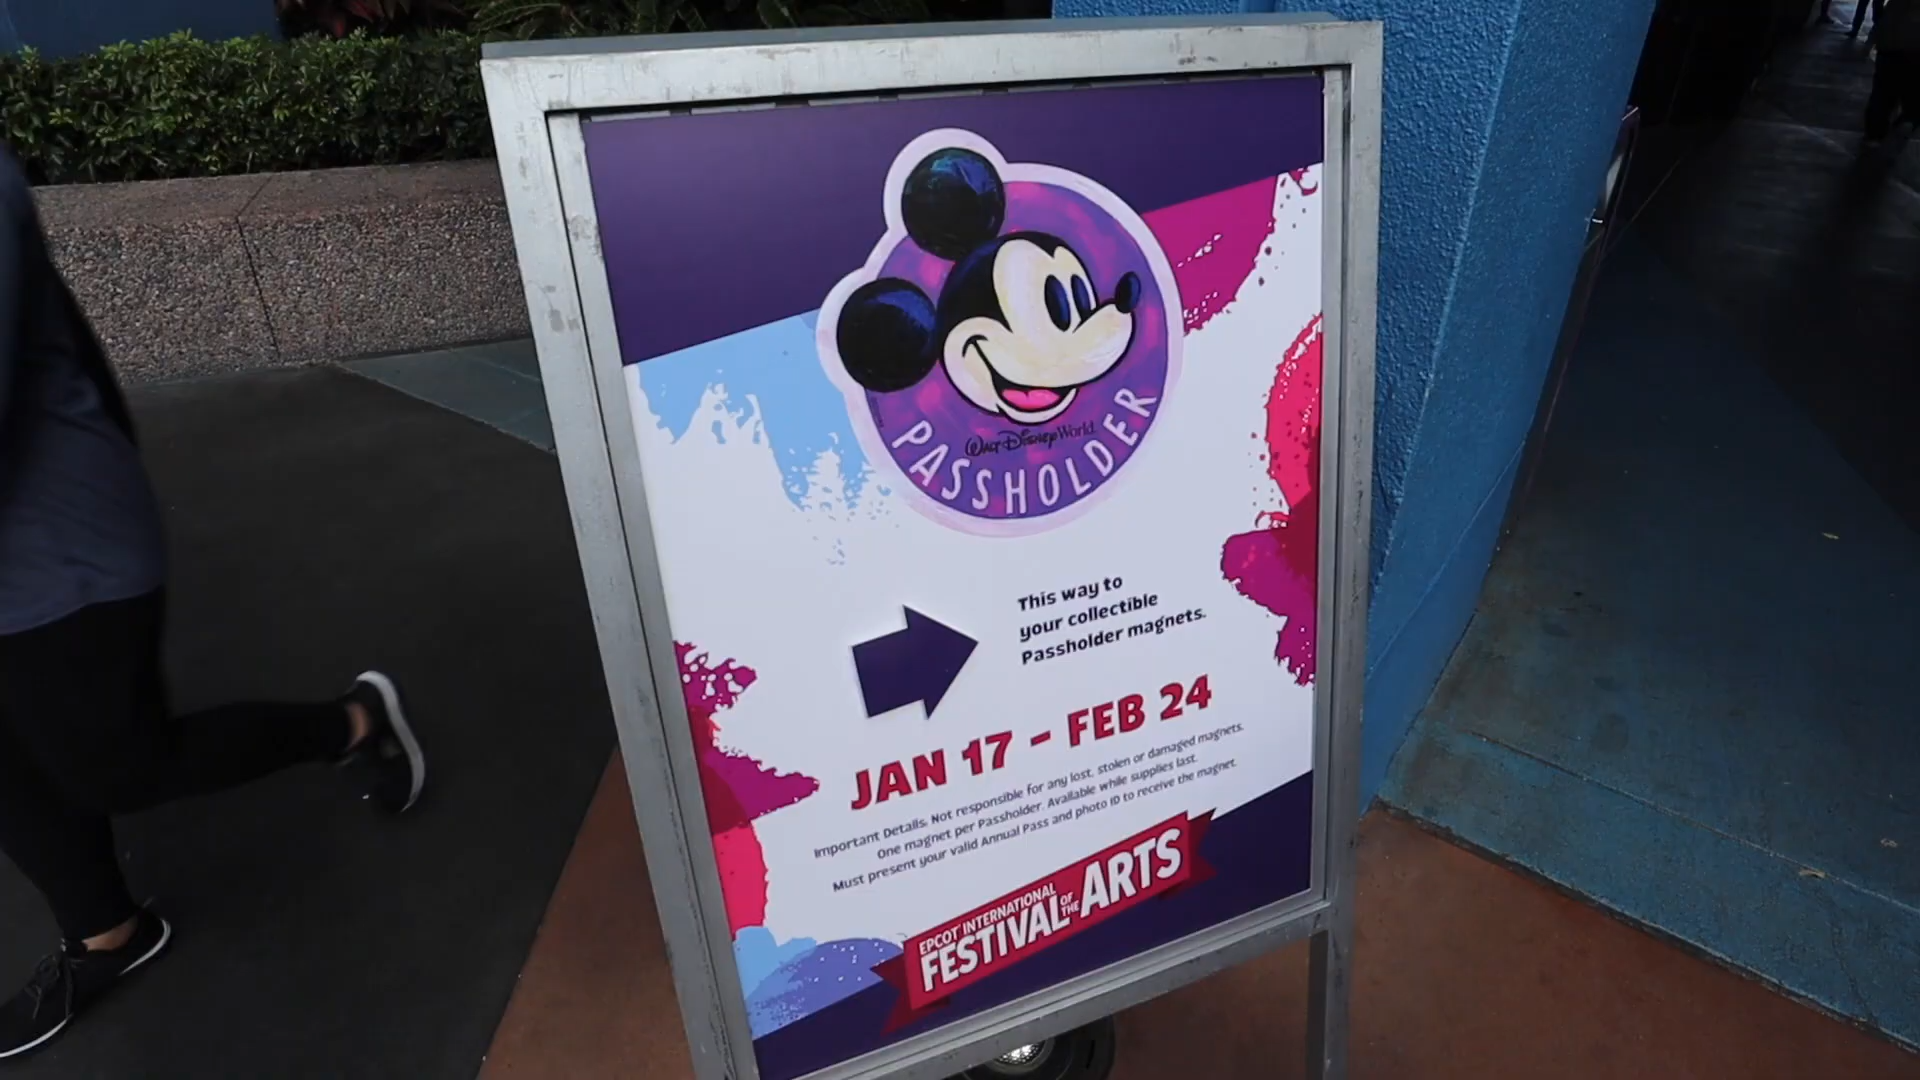 Walt Disney World
PASSHOLDER
This way to
your collectible
Passholder magnets.
JAN 17 - FEB 24
Important Details: Not responsible for any lost, stolen or damaged magnets.
One magnet per Passholder. Available while supplies last.
Must present your valid Annual Pass and photo ID to receive the magnet.
EPCOT INTERNATIONAL
FESTIVAL OF THE ARTS